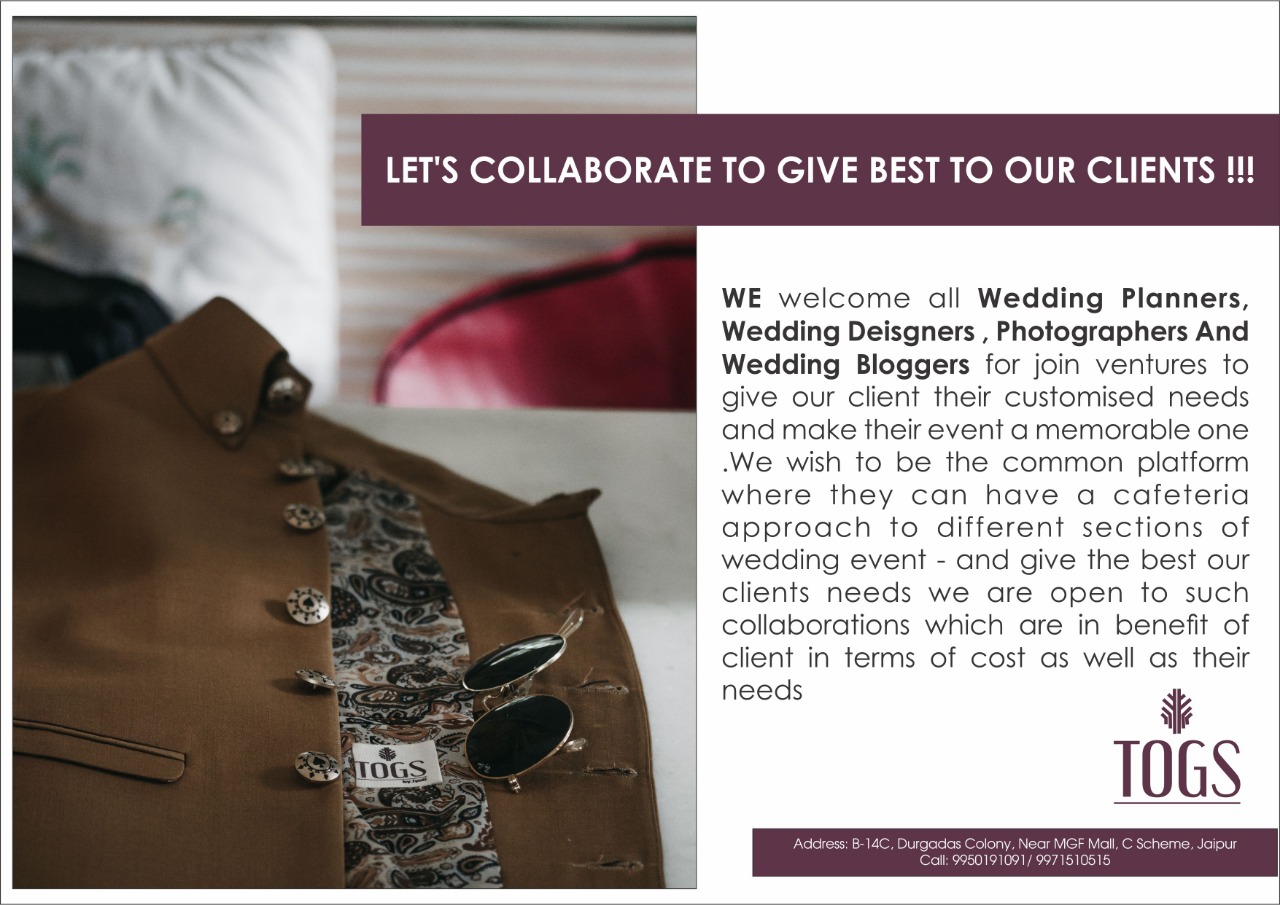 LET'S COLLABORATE TO GIVE BEST TO OUR CLIENTS !!!
WE welcome all Wedding Planners,
Wedding Deisgners , Photographers And
Wedding Bloggers for join ventures to
give our client their customised needs
and make their event a memorable one
.We wish to be the common platform
where they can have a cafeteria
approach to different sections of
wedding event - and give the best our
clients needs we are open to such
collaborations which are in benefit of
client in terms of cost as well as their
needs
TOGS
TOGS
Address: B-14C, Durgadas Colony, Near MGF Mall, C Scheme, Jaipur
Call: 9950191091/ 9971510515